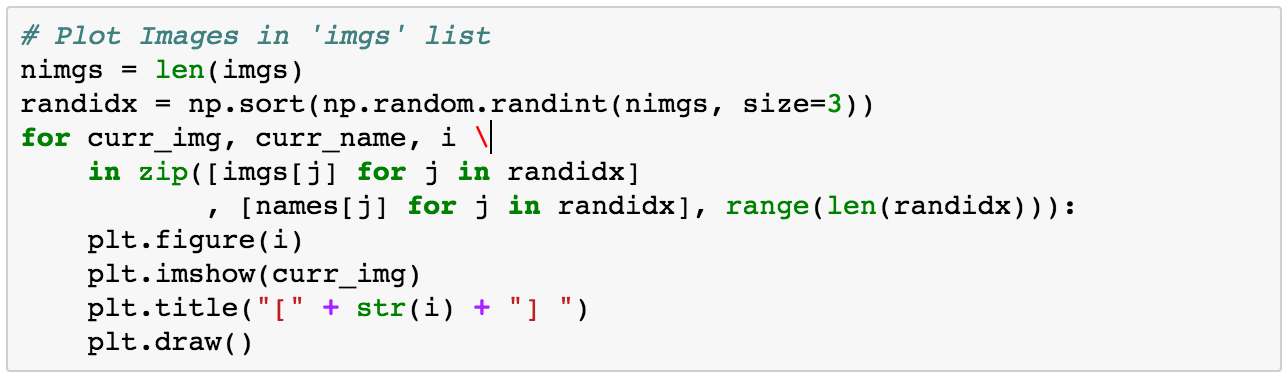 # Plot Images in 'imgs' list
nimgs = len(imgs)
randidx = np.sort(np.random.randint(nimgs, size=3))
for curr_img, curr_name, i \
    in zip([imgs[j] for j in randidx]
           , [names[j] for j in randidx], range(len(randidx))):
    plt.figure(i)
    plt.imshow(curr_img)
    plt.title("[" + str(i) + "] ")
    plt.draw()